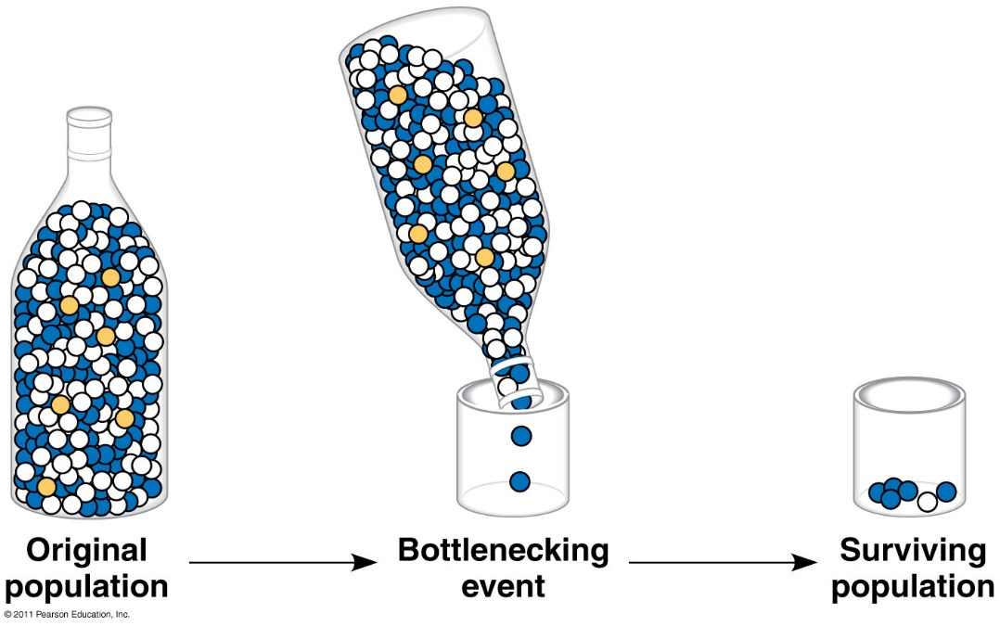 Original
population
Bottlenecking
event
Surviving
population
© 2011 Pearson Education, Inc.